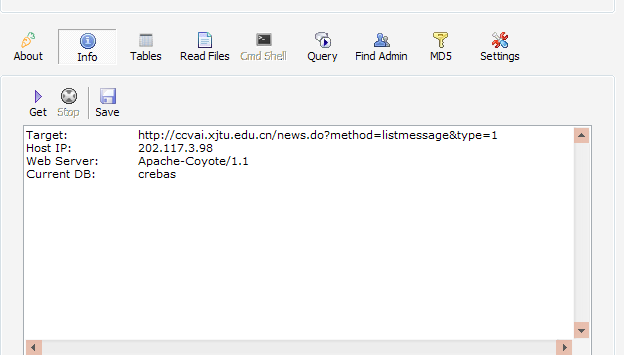 About Info Tables Read Files Cmd Shell Query Find Admin MD5 Settings
Get Stop Save
Target: http://ccvai.xjtu.edu.cn/news.do?method=listmessage&type=1
Host IP: 202.117.3.98
Web Server: Apache-Coyote/1.1
Current DB: crebas